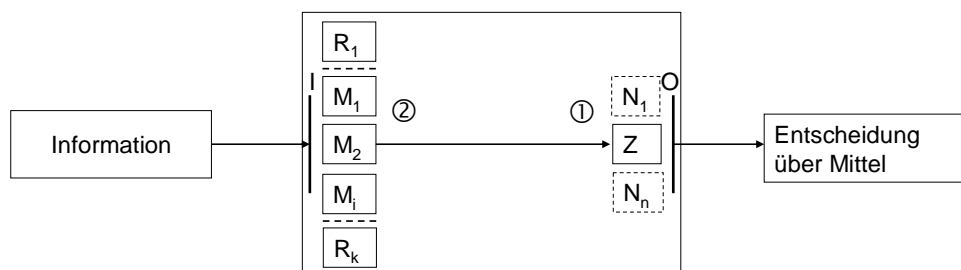 R1
I
M1
②
①
N1
O
Information
M2
Z
Entscheidung
über Mittel
Mi
Nn
Rk